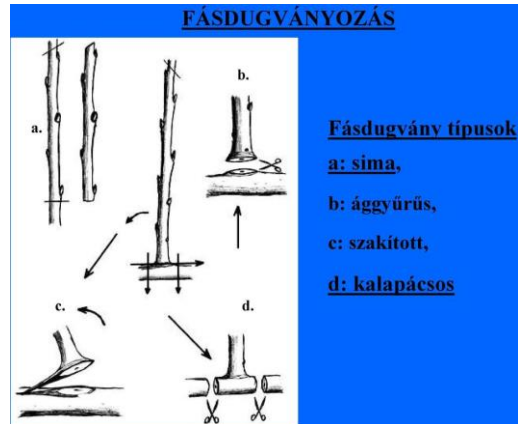 FÁSDUGVÁNYOZÁS
a.
b.
c.
d.
Fásdugvány típusok
a: sima,
b: ággyűrűs,
c: szakított,
d: kalapácsos